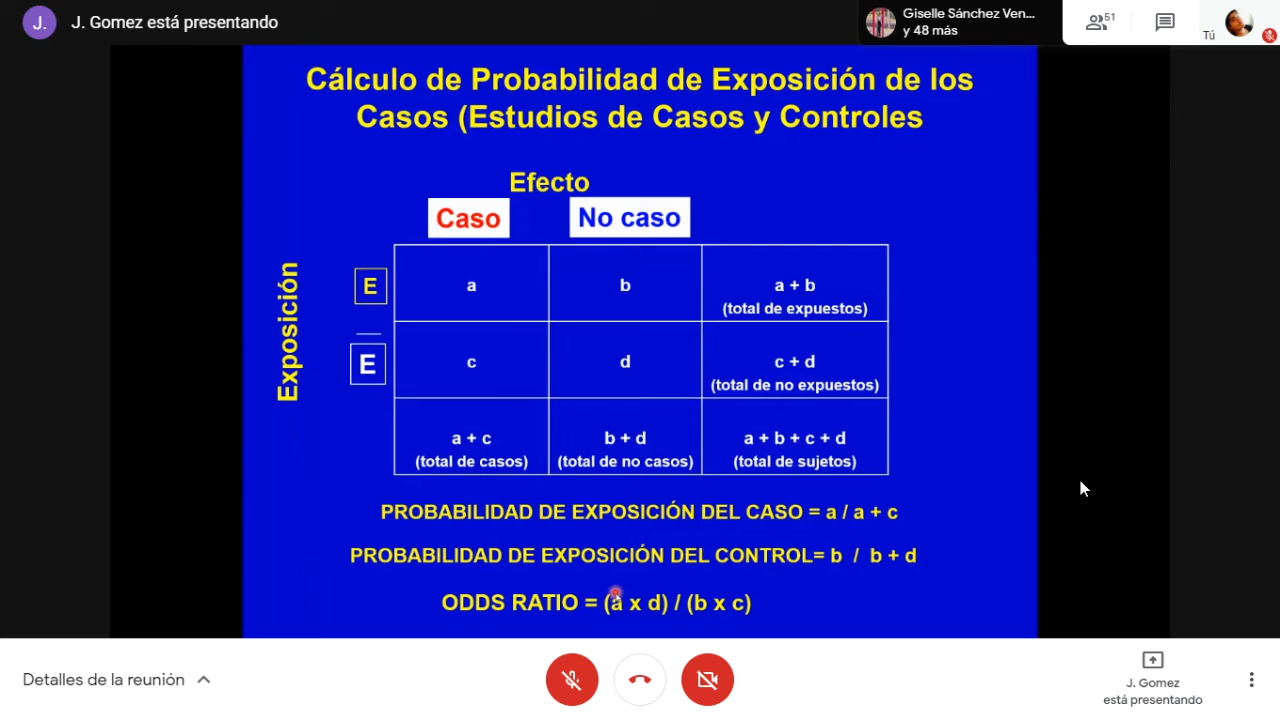 J.
J. Gomez está presentando
Giselle Sánchez Ven...
y 48 más
51
Tú
Cálculo de Probabilidad de Exposición de los
Casos (Estudios de Casos y Controles
Efecto
Caso
No caso
Exposición
E
a
b
a + b
(total de expuestos)
E
c
d
c + d
(total de no expuestos)
a + c
(total de casos)
b + d
(total de no casos)
a + b + c + d
(total de sujetos)
PROBABILIDAD DE EXPOSICIÓN DEL CASO = a / a + c
PROBABILIDAD DE EXPOSICIÓN DEL CONTROL= b / b + d
ODDS RATIO = (a x d) / (b x c)
Detalles de la reunión
J. Gomez
está presentando